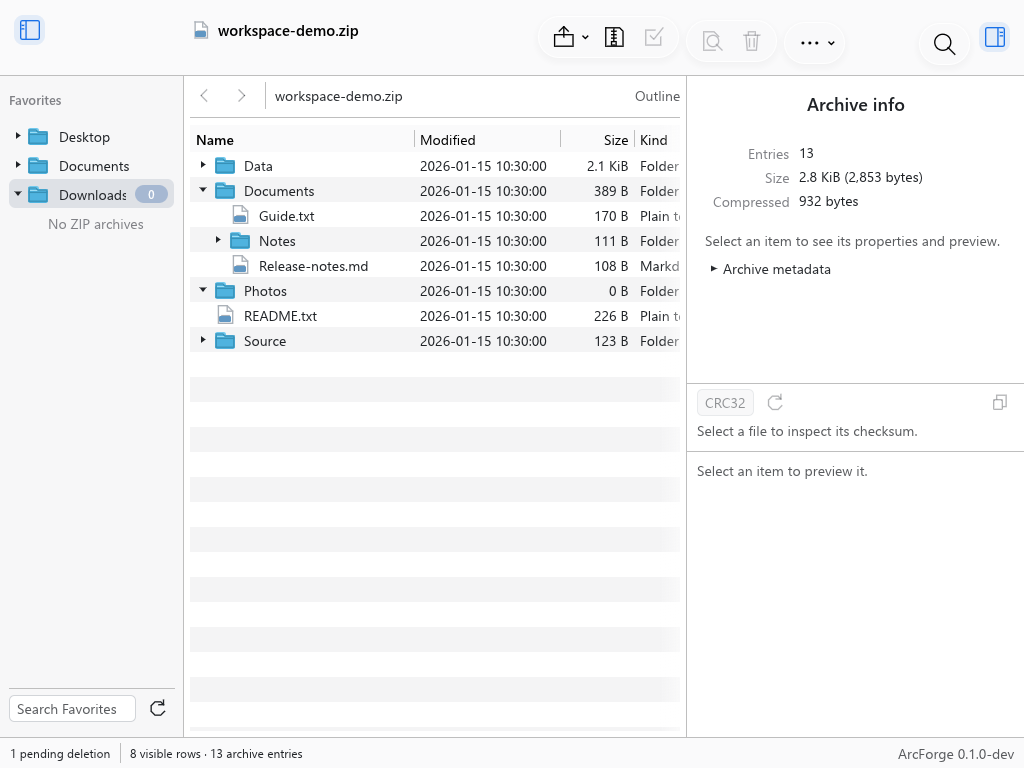 workspace-demo.zip
Favorites
Desktop
Documents
Downloads 0
No ZIP archives
Search Favorites
workspace-demo.zip Outline
Name Modified Size Kind
Data 2026-01-15 10:30:00 2.1 KiB Folder
Documents 2026-01-15 10:30:00 389 B Folder
Guide.txt 2026-01-15 10:30:00 170 B Plain t
Notes 2026-01-15 10:30:00 111 B Folder
Release-notes.md 2026-01-15 10:30:00 108 B Markd
Photos 2026-01-15 10:30:00 0 B Folder
README.txt 2026-01-15 10:30:00 226 B Plain t
Source 2026-01-15 10:30:00 123 B Folder
Archive info
Entries 13
Size 2.8 KiB (2,853 bytes)
Compressed 932 bytes
Select an item to see its properties and preview.
Archive metadata
CRC32
Select a file to inspect its checksum.
Select an item to preview it.
1 pending deletion 8 visible rows · 13 archive entries ArcForge 0.1.0-dev